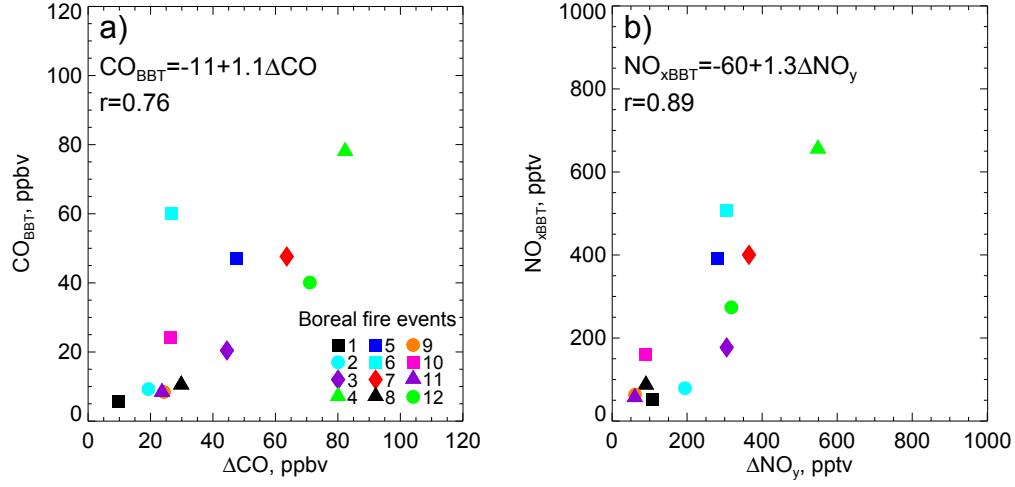 a)
CO_BBT=-11+1.1ΔCO
r=0.76
120
100
80
60
40
20
0
CO_BBT, ppbv
Boreal fire events
1 5 9
2 6 10
3 7 11
4 8 12
0 20 40 60 80 100 120
ΔCO, ppbv
b)
NO_xBBT=-60+1.3ΔNO_y
r=0.89
1000
800
600
400
200
0
NO_xBBT, pptv
0 200 400 600 800 1000
ΔNO_y, pptv